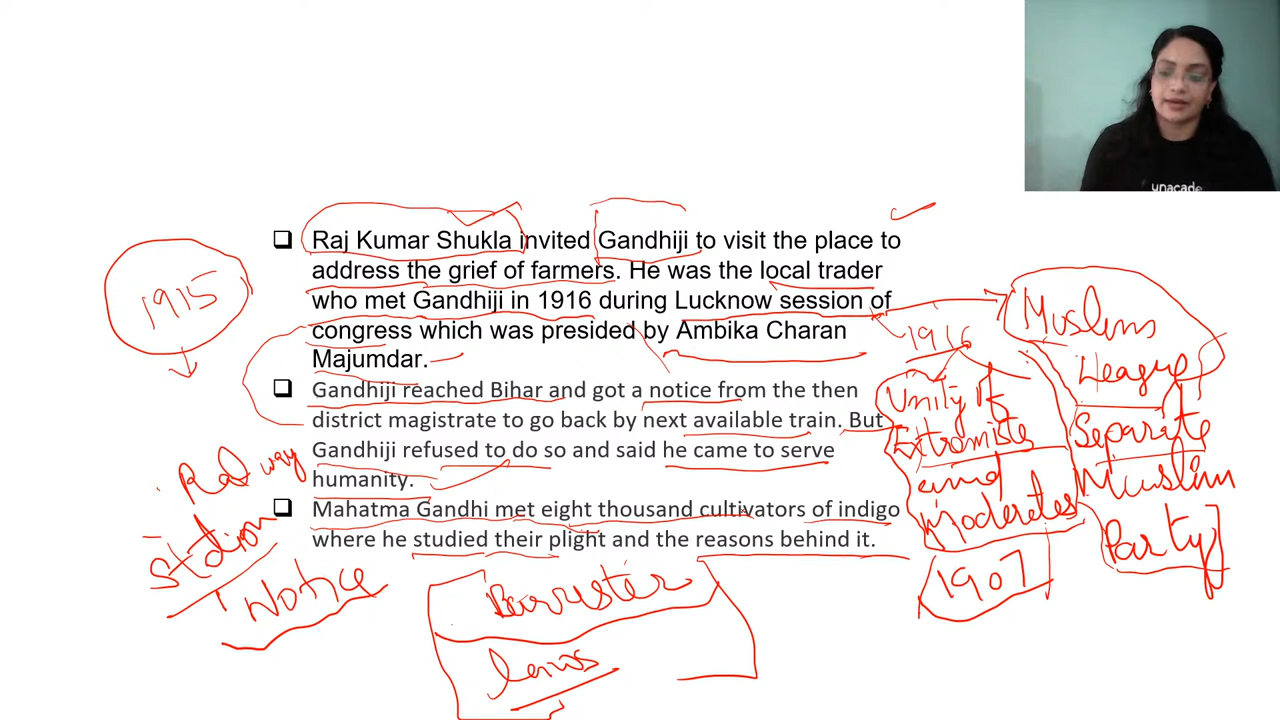 unacade
Raj Kumar Shukla invited Gandhiji to visit the place to
address the grief of farmers. He was the local trader
who met Gandhiji in 1916 during Lucknow session of
congress which was presided by Ambika Charan
Majumdar.
Gandhiji reached Bihar and got a notice from the then
district magistrate to go back by next available train. But
Gandhiji refused to do so and said he came to serve
humanity.
Mahatma Gandhi met eight thousand cultivators of indigo
where he studied their plight and the reasons behind it.
1915
way
Station
Notice
Barrister
laws
1916
Unity of
Extromists
and
Moderates
1907
Muslims
League
Separate
Muslim
Party